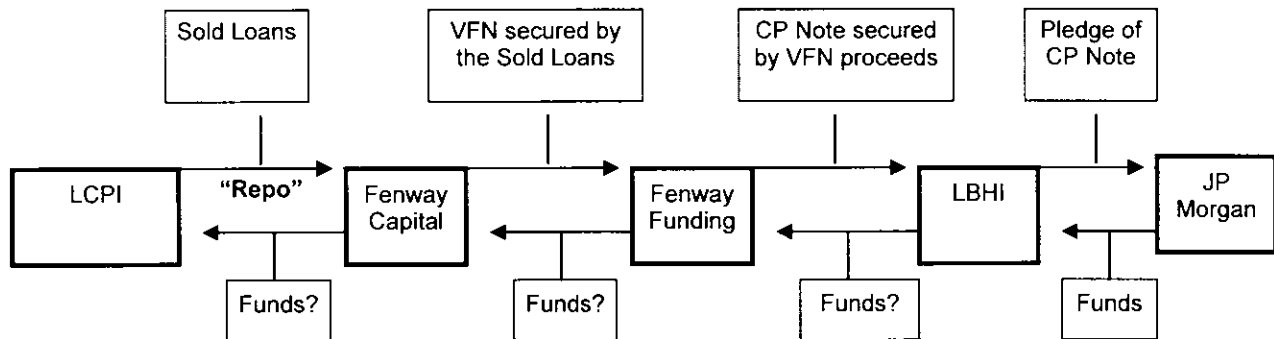 Sold Loans
VFN secured by
the Sold Loans
CP Note secured
by VFN proceeds
Pledge of
CP Note
LCPI
“Repo”
Fenway
Capital
Fenway
Funding
LBHI
JP
Morgan
Funds?
Funds?
Funds?
Funds